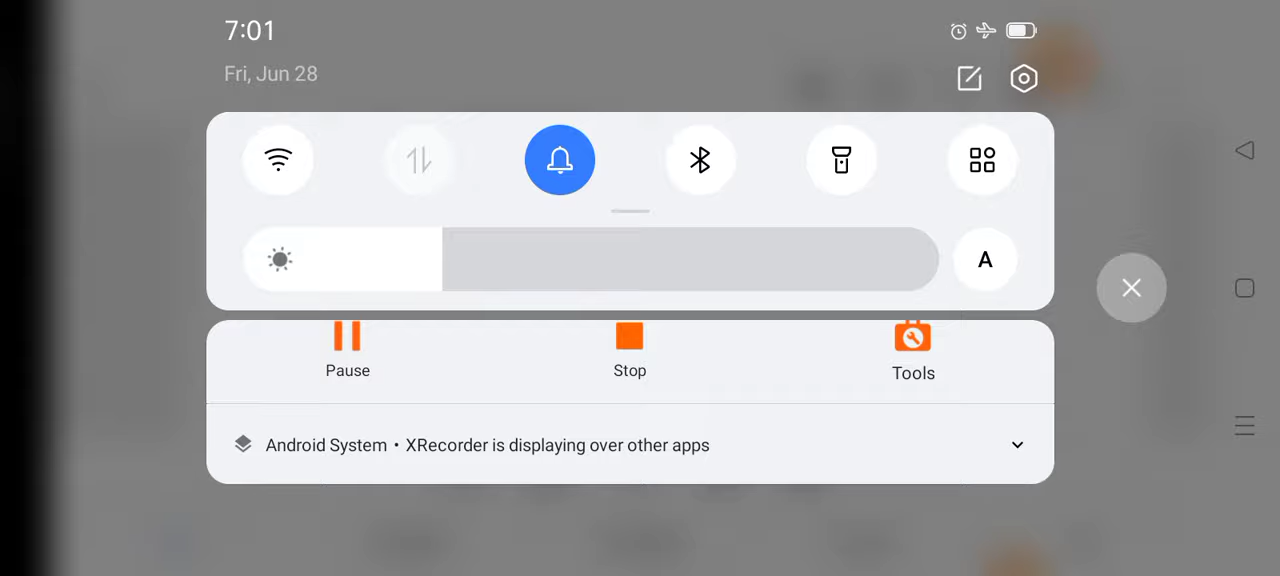 7:01
Fri, Jun 28
A
Pause
Stop
Tools
Android System • XRecorder is displaying over other apps